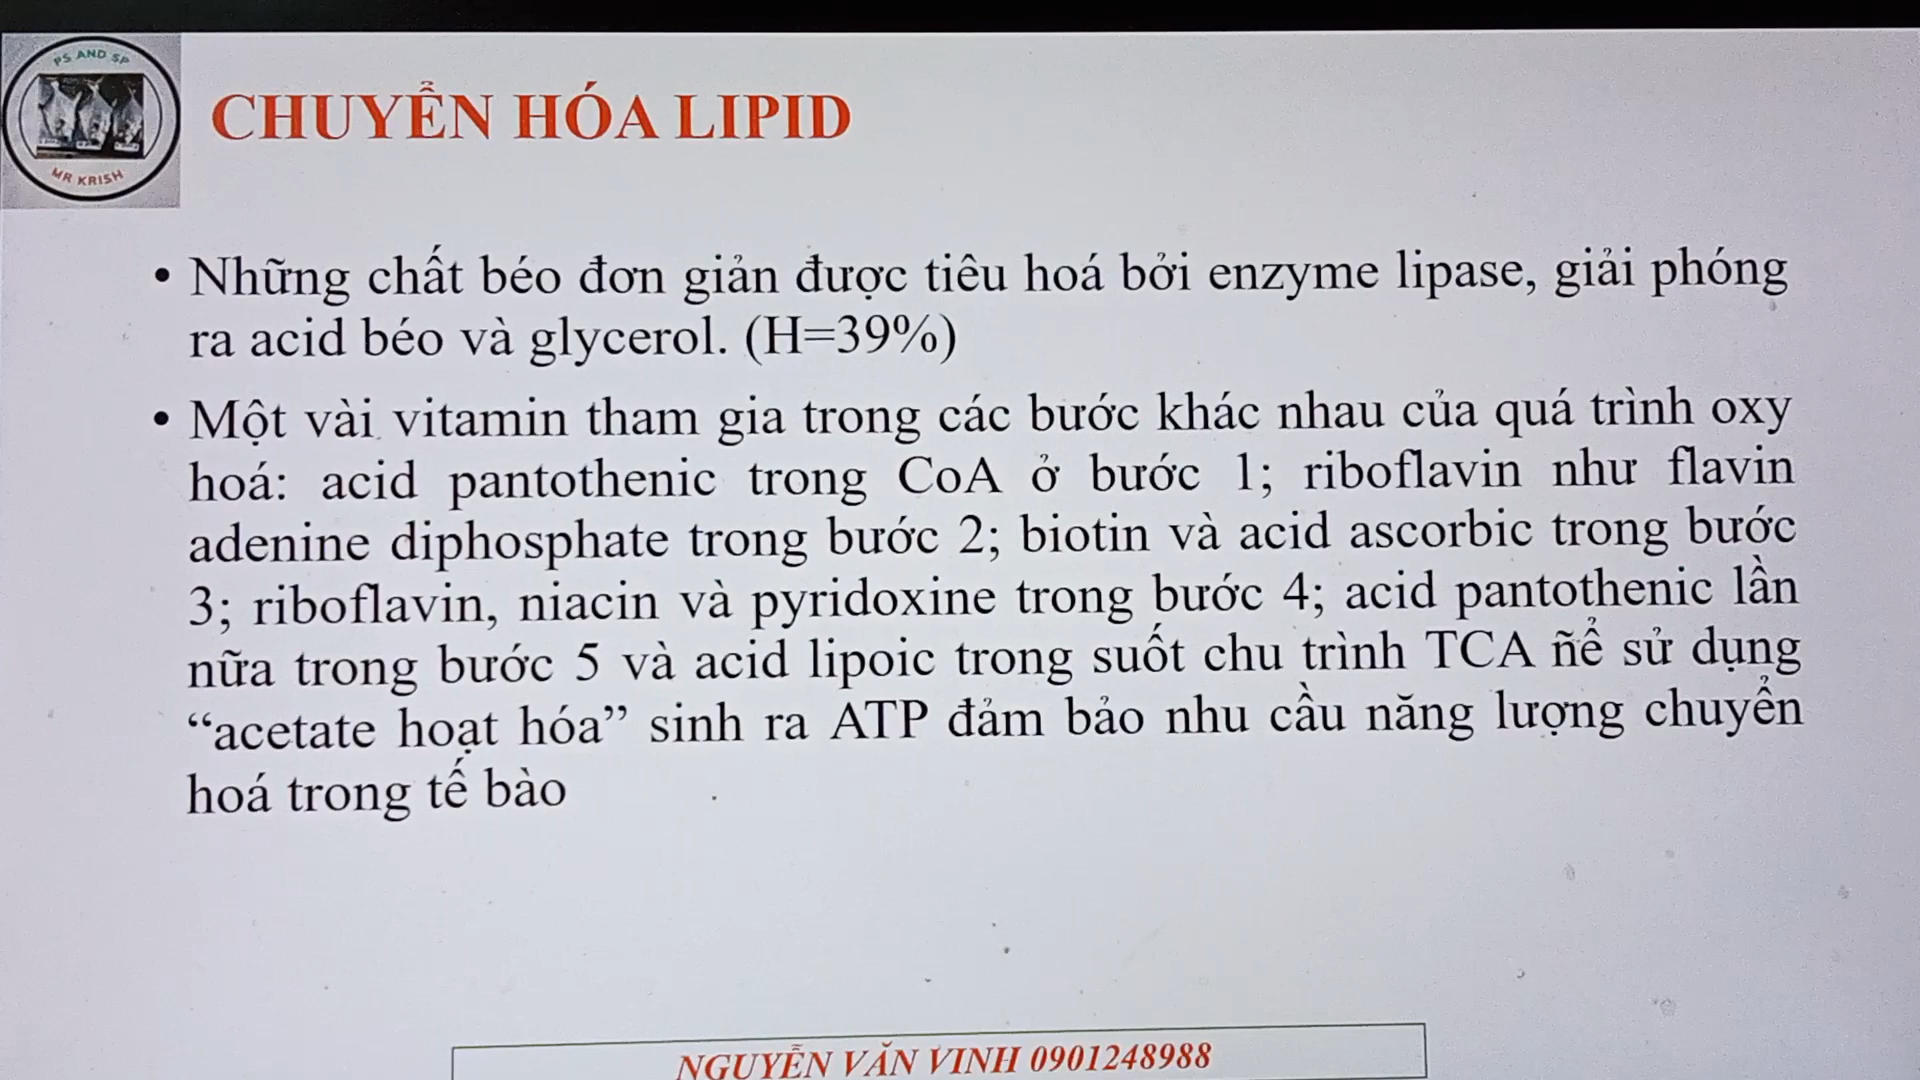 PS AND SP
MR KRISH
CHUYỂN HÓA LIPID
• Những chất béo đơn giản được tiêu hoá bởi enzyme lipase, giải phóng
ra acid béo và glycerol. (H=39%)
• Một vài vitamin tham gia trong các bước khác nhau của quá trình oxy
hoá: acid pantothenic trong CoA ở bước 1; riboflavin như flavin
adenine diphosphate trong bước 2; biotin và acid ascorbic trong bước
3; riboflavin, niacin và pyridoxine trong bước 4; acid pantothenic lần
nữa trong bước 5 và acid lipoic trong suốt chu trình TCA ñể sử dụng
“acetate hoạt hóa” sinh ra ATP đảm bảo nhu cầu năng lượng chuyển
hoá trong tế bào
NGUYỄN VĂN VINH 0901248988